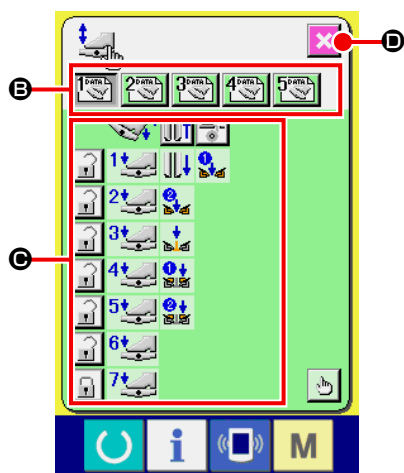 D
B
1 DATA 2 DATA 3 DATA 4 DATA 5 DATA
1 1
2 2
3
C
4 1
5 2
6
7
i M